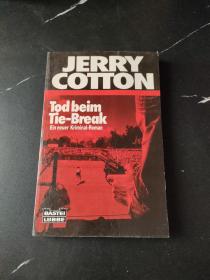 JERRY
COTTON
Tod beim
Tie-Break
Ein neuer Kriminal-Roman
BASTEI
LÜBBE